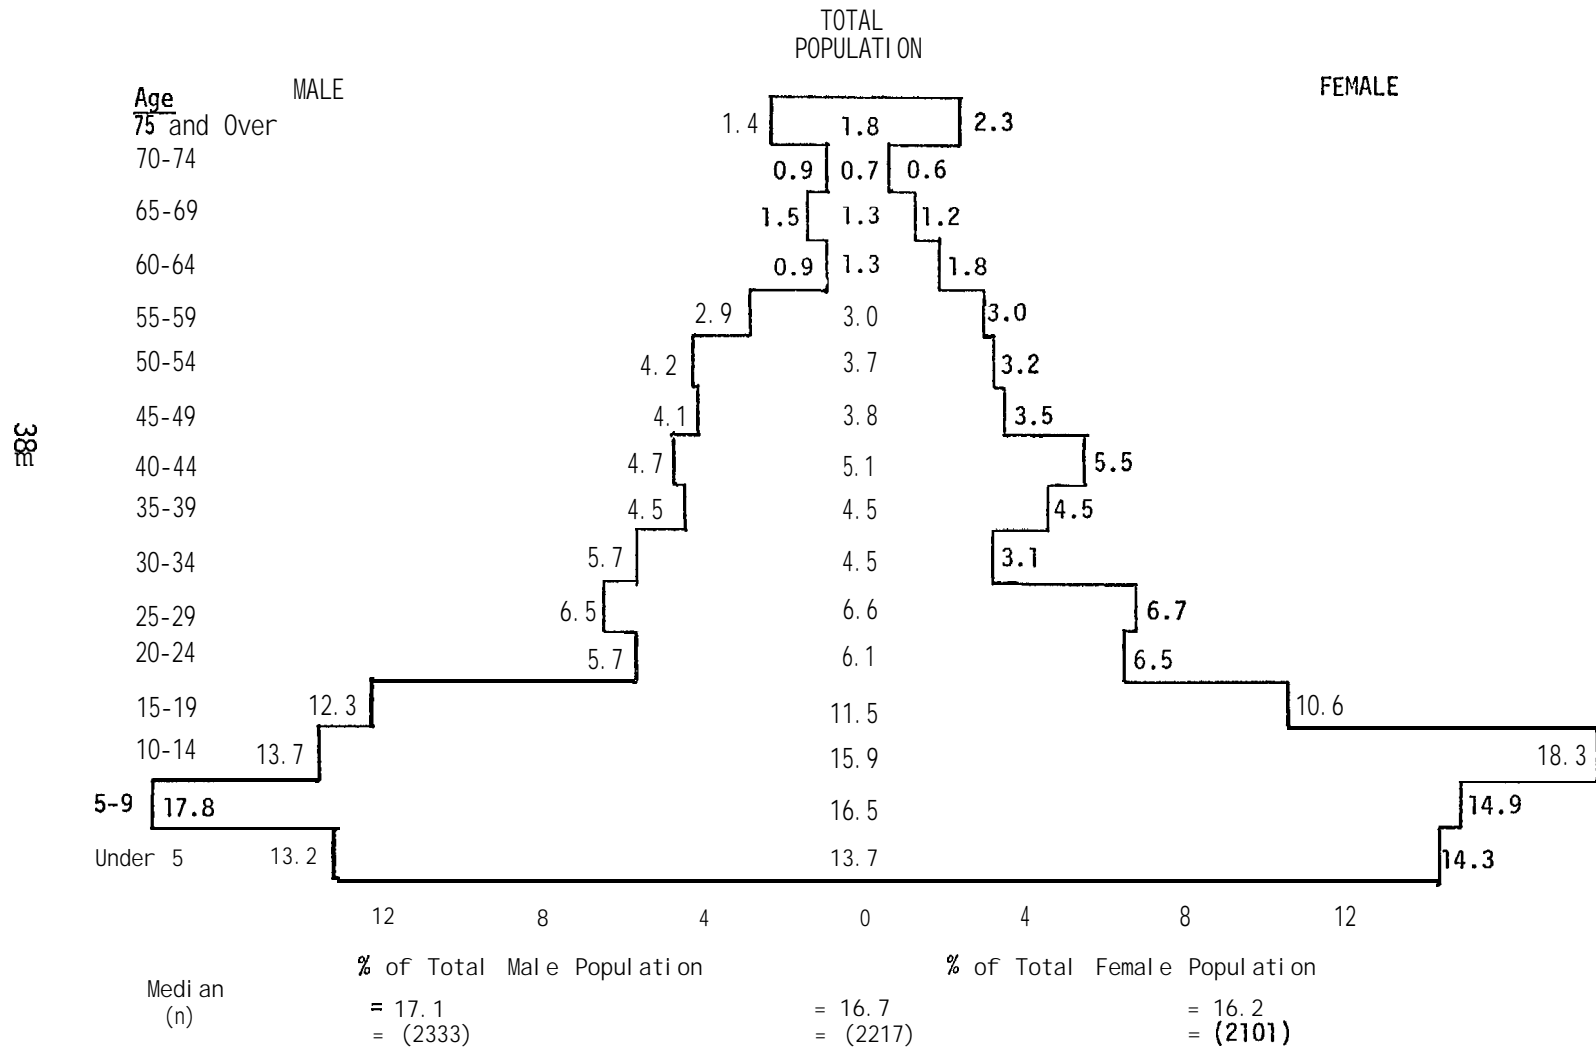 TOTAL
POPULATION
MALE
FEMALE
Age
75 and Over 1.4 1.8 2.3
70-74 0.9 0.7 0.6
65-69 1.5 1.3 1.2
60-64 0.9 1.3 1.8
55-59 2.9 3.0 3.0
50-54 4.2 3.7 3.2
45-49 4.1 3.8 3.5
40-44 4.7 5.1 5.5
35-39 4.5 4.5 4.5
30-34 5.7 4.5 3.1
25-29 6.5 6.6 6.7
20-24 5.7 6.1 6.5
15-19 12.3 11.5 10.6
10-14 13.7 15.9 18.3
5-9 17.8 16.5 14.9
Under 5 13.2 13.7 14.3
12 8 4 0 4 8 12
% of Total Male Population % of Total Female Population
Median = 17.1 = 16.7 = 16.2
(n) = (2333) = (2217) = (2101)